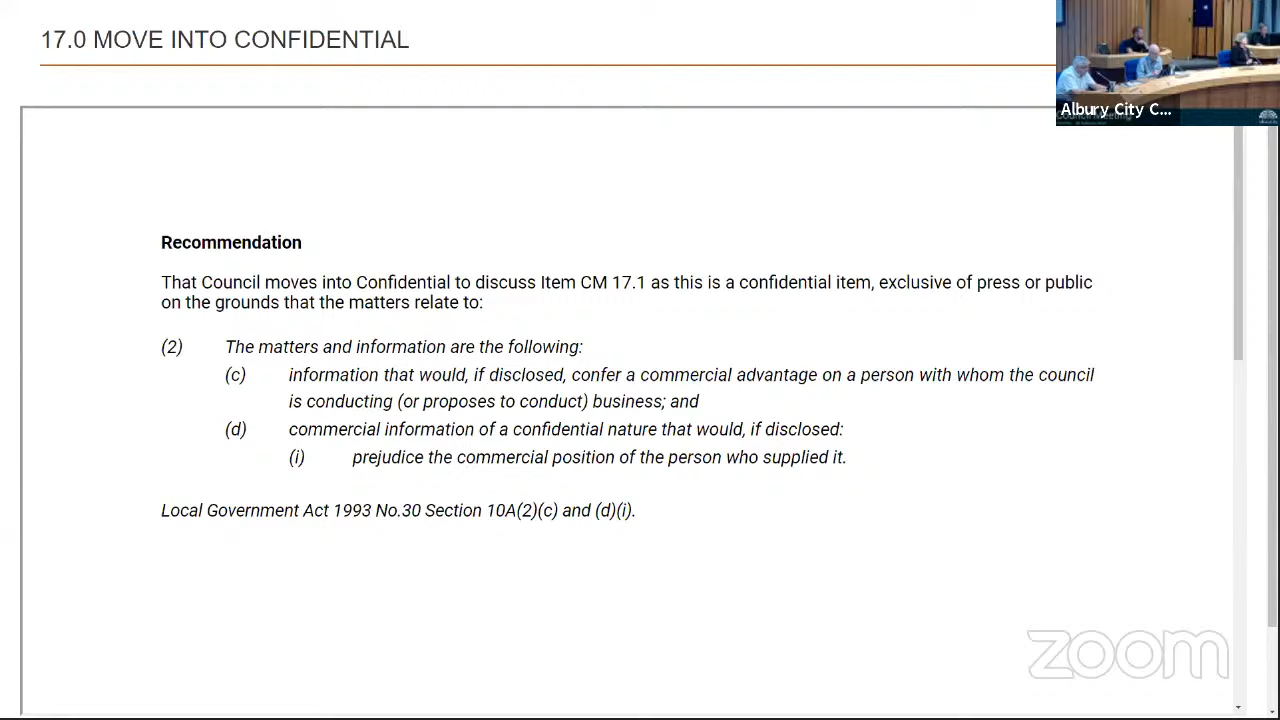 17.0 MOVE INTO CONFIDENTIAL
Albury City C...
Recommendation
That Council moves into Confidential to discuss Item CM 17.1 as this is a confidential item, exclusive of press or public
on the grounds that the matters relate to:
(2) The matters and information are the following:
(c) information that would, if disclosed, confer a commercial advantage on a person with whom the council
is conducting (or proposes to conduct) business; and
(d) commercial information of a confidential nature that would, if disclosed:
(i) prejudice the commercial position of the person who supplied it.
Local Government Act 1993 No.30 Section 10A(2)(c) and (d)(i).
zoom